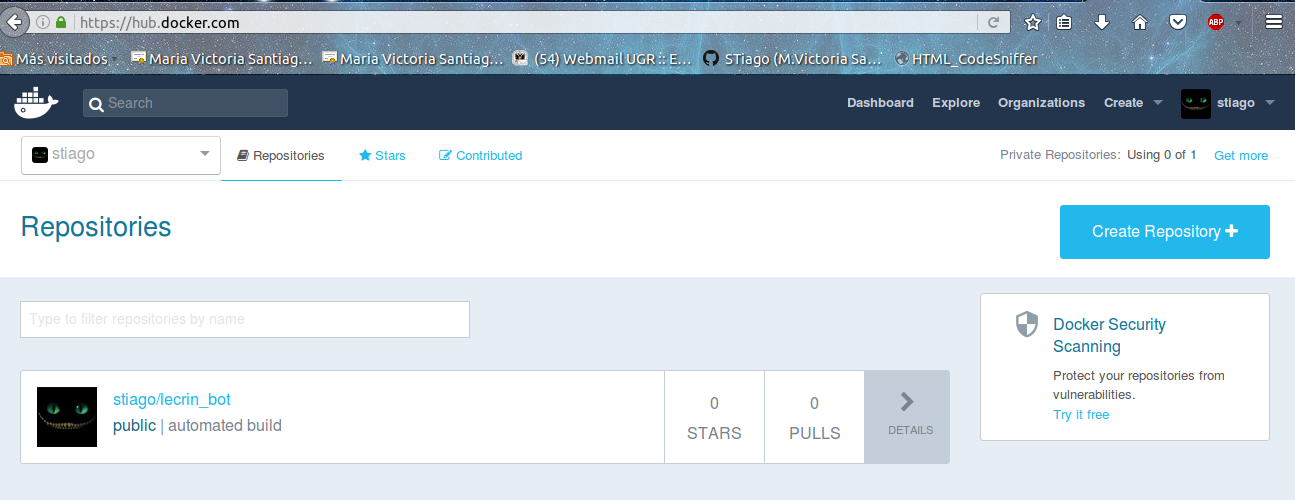 https://hub.docker.com
Más visitados
Maria Victoria Santiag...
Maria Victoria Santiag...
(54) Webmail UGR :: E...
STiago (M.Victoria Sa...
HTML_CodeSniffer
Search
Dashboard
Explore
Organizations
Create
stiago
stiago
Repositories
Stars
Contributed
Private Repositories: Using 0 of 1
Get more
Repositories
Create Repository
Type to filter repositories by name
Docker Security
Scanning
Protect your repositories from
vulnerabilities.
Try it free
stiago/lecrin_bot
public | automated build
0
STARS
0
PULLS
DETAILS
ABP